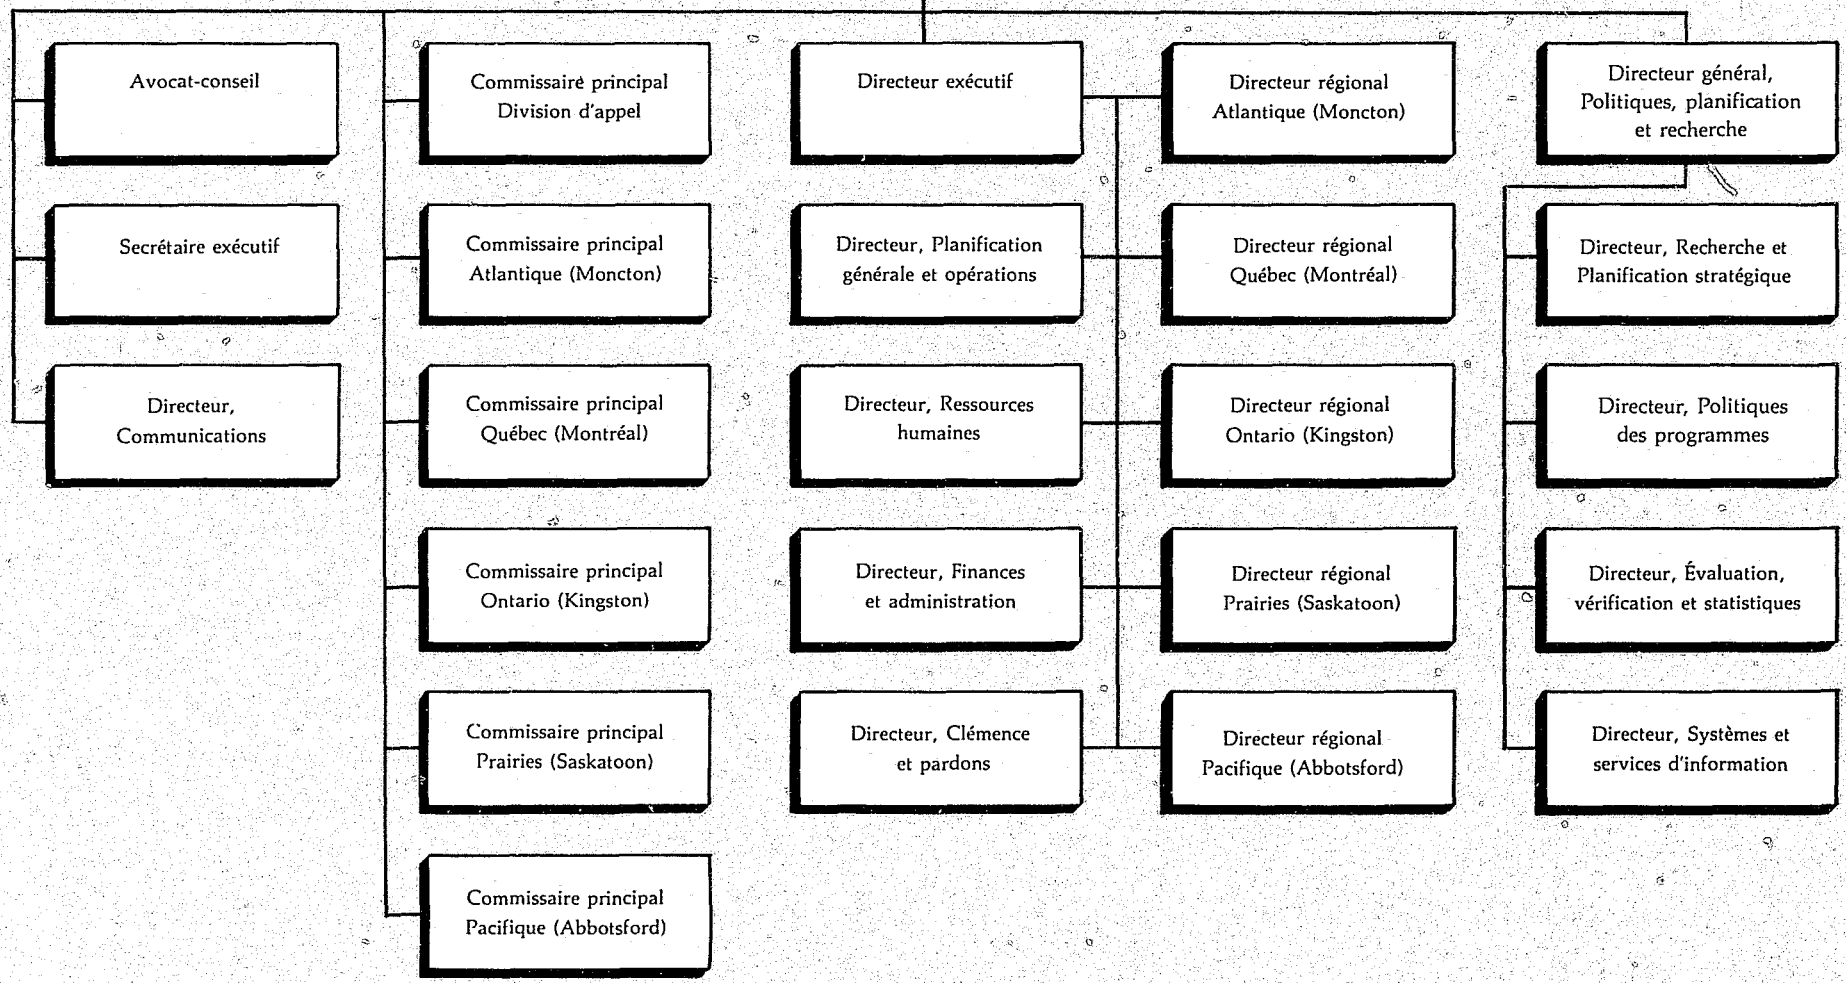 Avocat-conseil
Secrétaire exécutif
Directeur,
Communications
Commissaire principal
Division d'appel
Commissaire principal
Atlantique (Moncton)
Commissaire principal
Québec (Montréal)
Commissaire principal
Ontario (Kingston)
Commissaire principal
Prairies (Saskatoon)
Commissaire principal
Pacifique (Abbotsford)
Directeur exécutif
Directeur, Planification
générale et opérations
Directeur, Ressources
humaines
Directeur, Finances
et administration
Directeur, Clémence
et pardons
Directeur régional
Atlantique (Moncton)
Directeur régional
Québec (Montréal)
Directeur régional
Ontario (Kingston)
Directeur régional
Prairies (Saskatoon)
Directeur régional
Pacifique (Abbotsford)
Directeur général,
Politiques, planification
et recherche
Directeur, Recherche et
Planification stratégique
Directeur, Politiques
des programmes
Directeur, Évaluation,
vérification et statistiques
Directeur, Systèmes et
services d'information